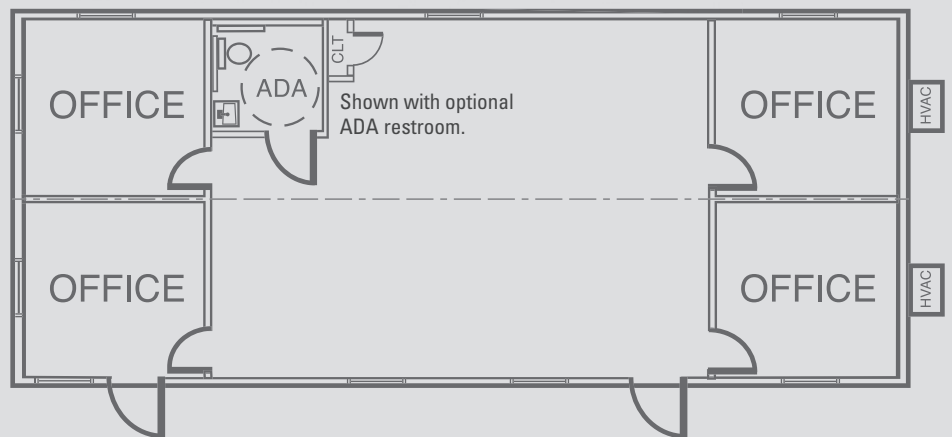 OFFICE
ADA
CLT
Shown with optional
ADA restroom.
OFFICE
HVAC
OFFICE
OFFICE
HVAC